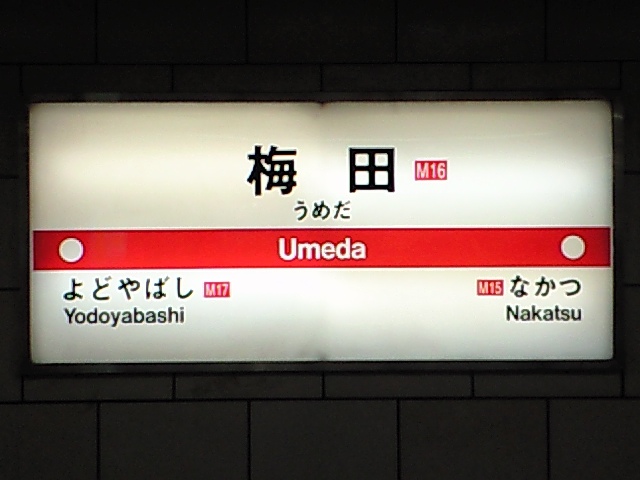 梅田 M16
うめだ
Umeda
よどやばし M17
Yodoyabashi
M15 なかつ
Nakatsu